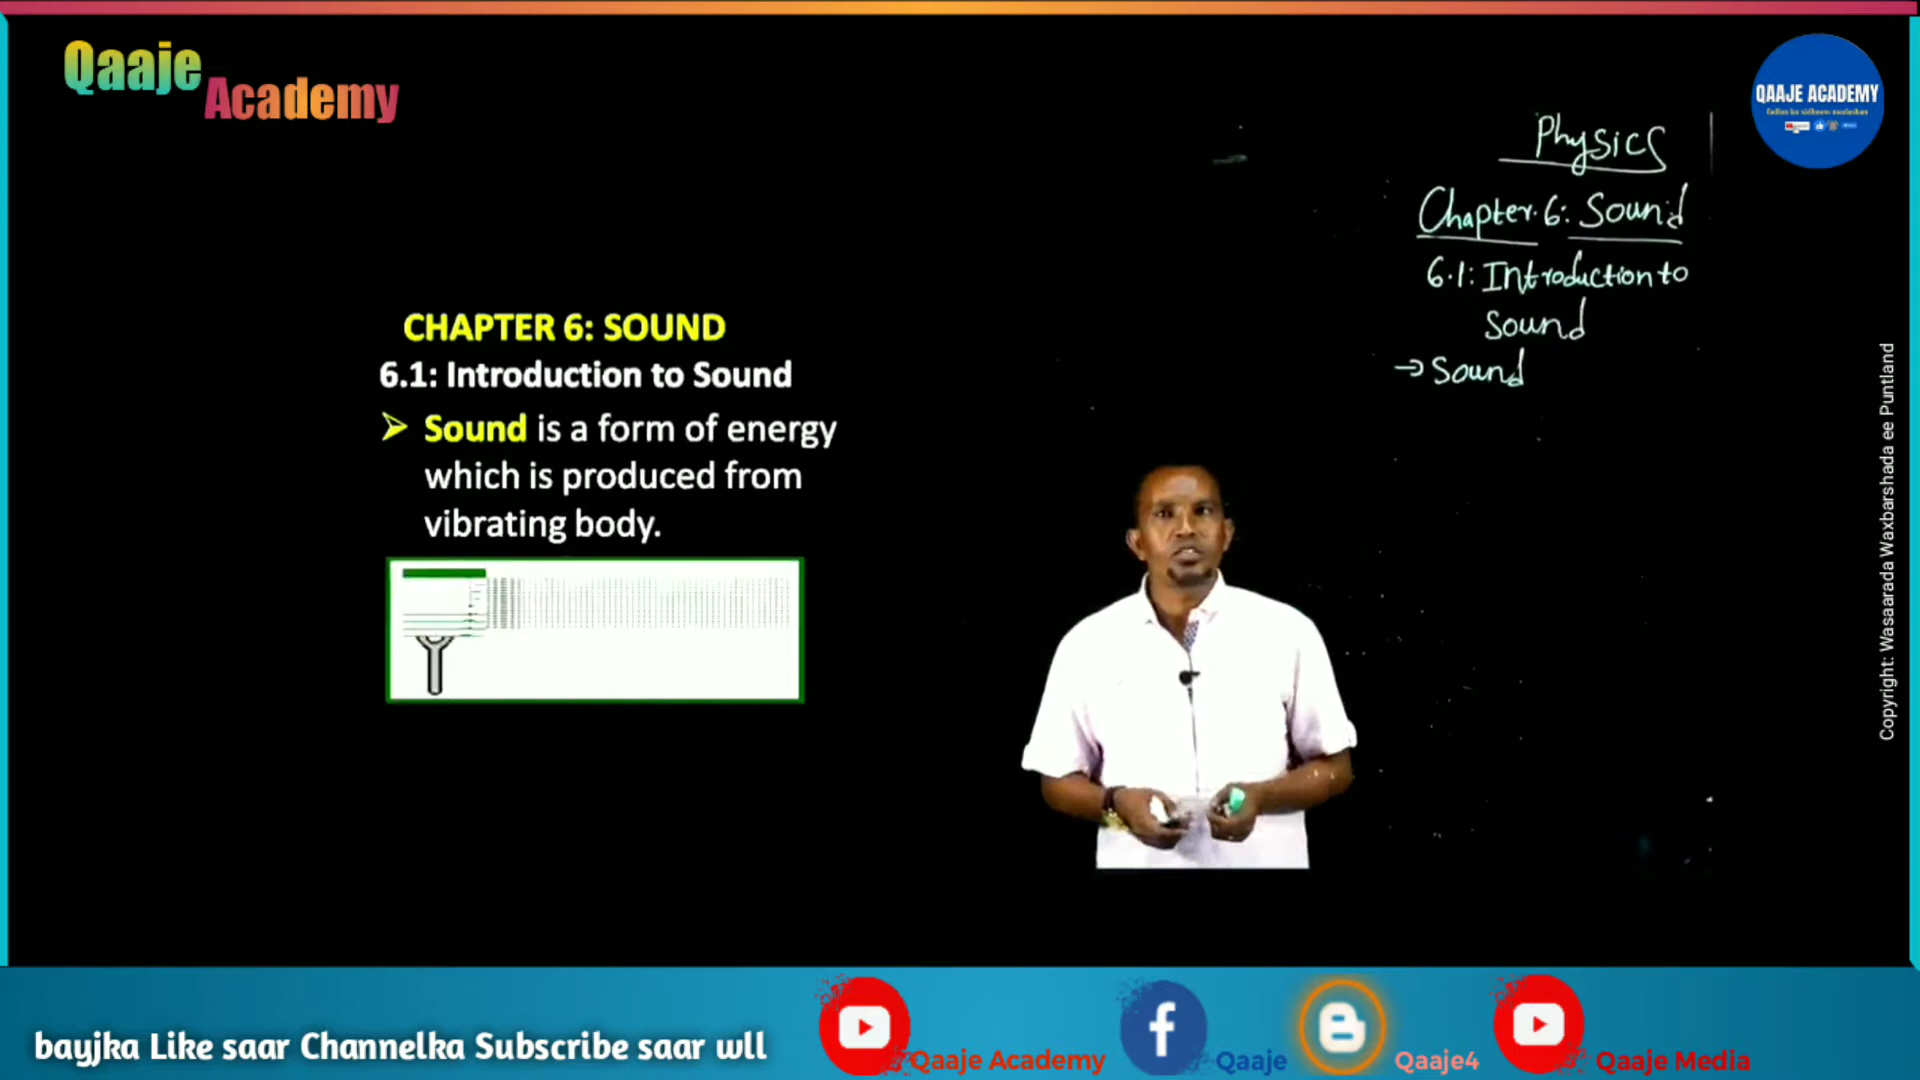 Qaaje
Academy
QAAJE ACADEMY
Physics
Chapter 6: Sound
6.1: Introduction to
Sound
→ Sound
CHAPTER 6: SOUND
6.1: Introduction to Sound
➢ Sound is a form of energy
which is produced from
vibrating body.
Copyright: Wasaarada Waxbarshada ee Puntland
bayjka Like saar Channelka Subscribe saar wll
Qaaje Academy
Qaaje
Qaaje4
Qaaje Media